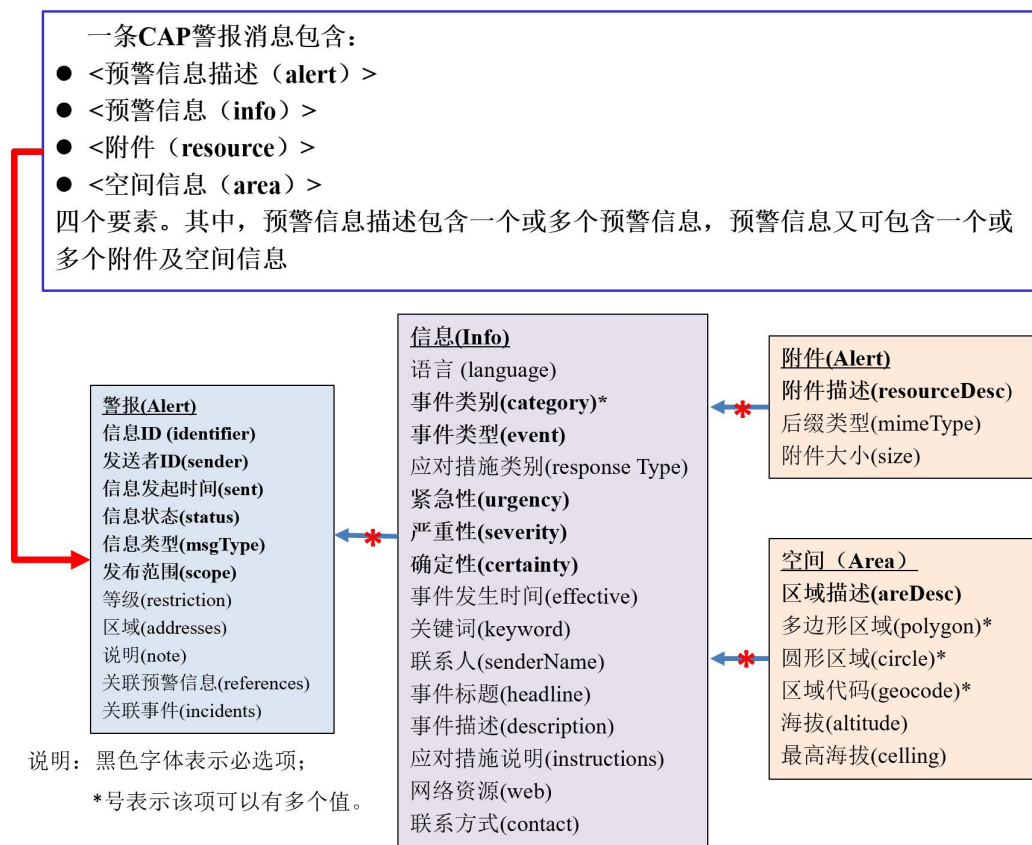 一条CAP警报消息包含：
● <预警信息描述（alert）>
● <预警信息（info）>
● <附件（resource）>
● <空间信息（area）>
四个要素。其中，预警信息描述包含一个或多个预警信息，预警信息又可包含一个或
多个附件及空间信息
警报(Alert)
信息ID (identifier)
发送者ID(sender)
信息发起时间(sent)
信息状态(status)
信息类型(msgType)
发布范围(scope)
等级(restriction)
区域(addresses)
说明(note)
关联预警信息(references)
关联事件(incidents)
*
信息(Info)
语言 (language)
事件类别(category)*
事件类型(event)
应对措施类别(response Type)
紧急性(urgency)
严重性(severity)
确定性(certainty)
事件发生时间(effective)
关键词(keyword)
联系人(senderName)
事件标题(headline)
事件描述(description)
应对措施说明(instructions)
网络资源(web)
联系方式(contact)
*
附件(Alert)
附件描述(resourceDesc)
后缀类型(mimeType)
附件大小(size)
*
空间（Area）
区域描述(areDesc)
多边形区域(polygon)*
圆形区域(circle)*
区域代码(geocode)*
海拔(altitude)
最高海拔(celling)
说明：黑色字体表示必选项；
*号表示该项可以有多个值。